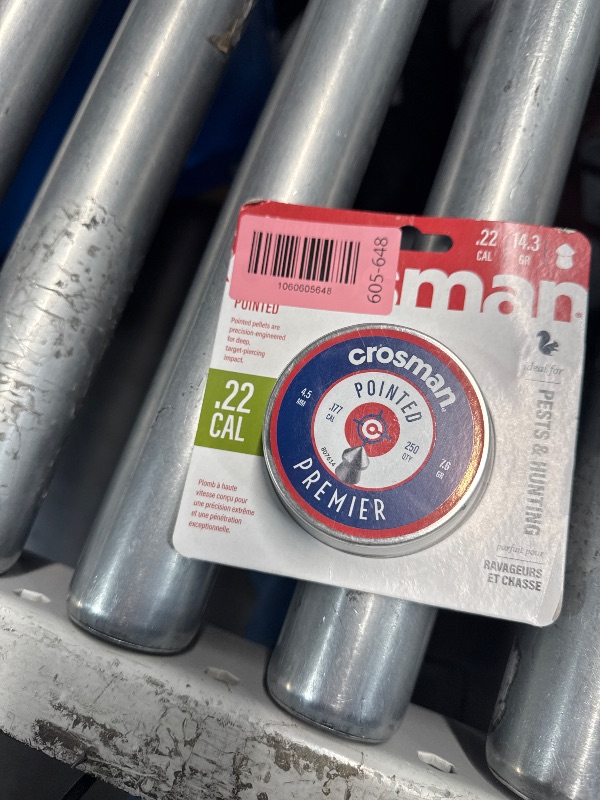 .22
CAL
14.3
GR
1060605648
605-648
sman
POINTED
Pointed pellets are
precision-engineered
for deep,
target-piercing
impact.
.22
CAL
Plomb à haute
vitesse conçu pour
une précision extrême
et une pénétration
exceptionnelle.
crosman
POINTED
4.5
MM
.177
CAL
250
QTY
7.6
GR
PREMIER
ideal for
PESTS & HUNTING
parfait pour
RAVAGEURS
ET CHASSE